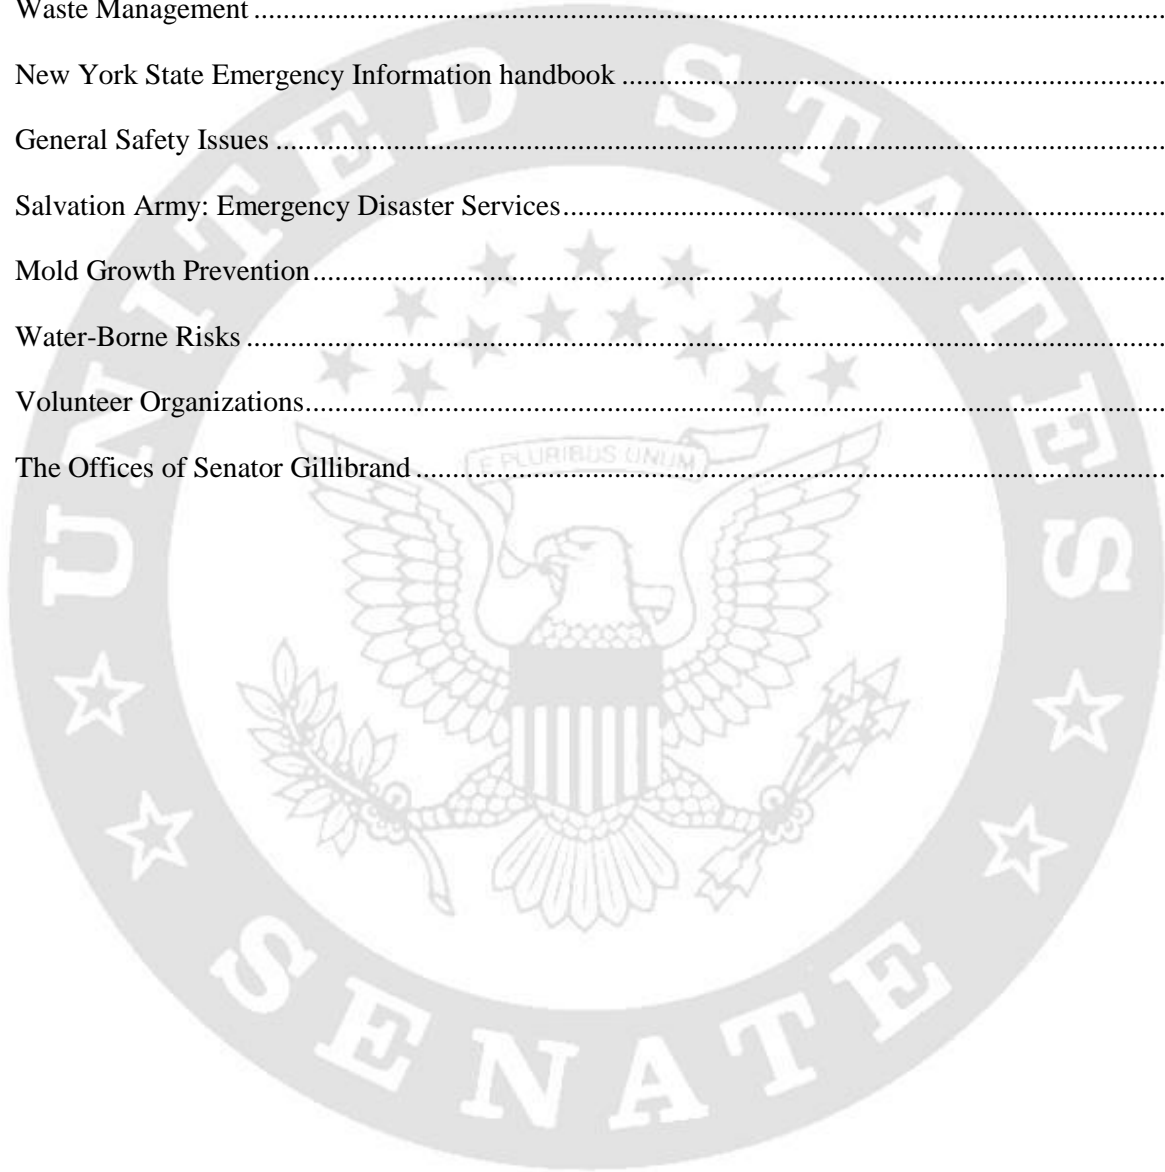 Waste Management ................................................................................................................
New York State Emergency Information handbook ....................................................................
General Safety Issues ..............................................................................................................
Salvation Army: Emergency Disaster Services...........................................................................
Mold Growth Prevention..........................................................................................................
Water-Borne Risks ..................................................................................................................
Volunteer Organizations...........................................................................................................
The Offices of Senator Gillibrand .............................................................................................
UNITED STATES
E PLURIBUS UNUM
SENATE